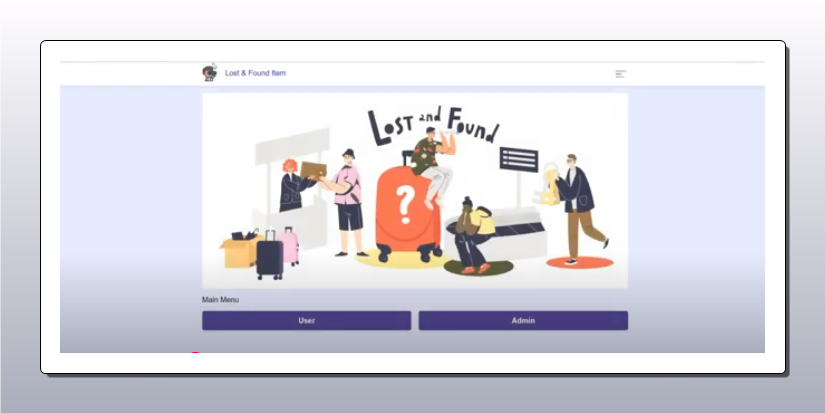 Lost & Found Item
Lost and Found
?
Main Menu
User
Admin